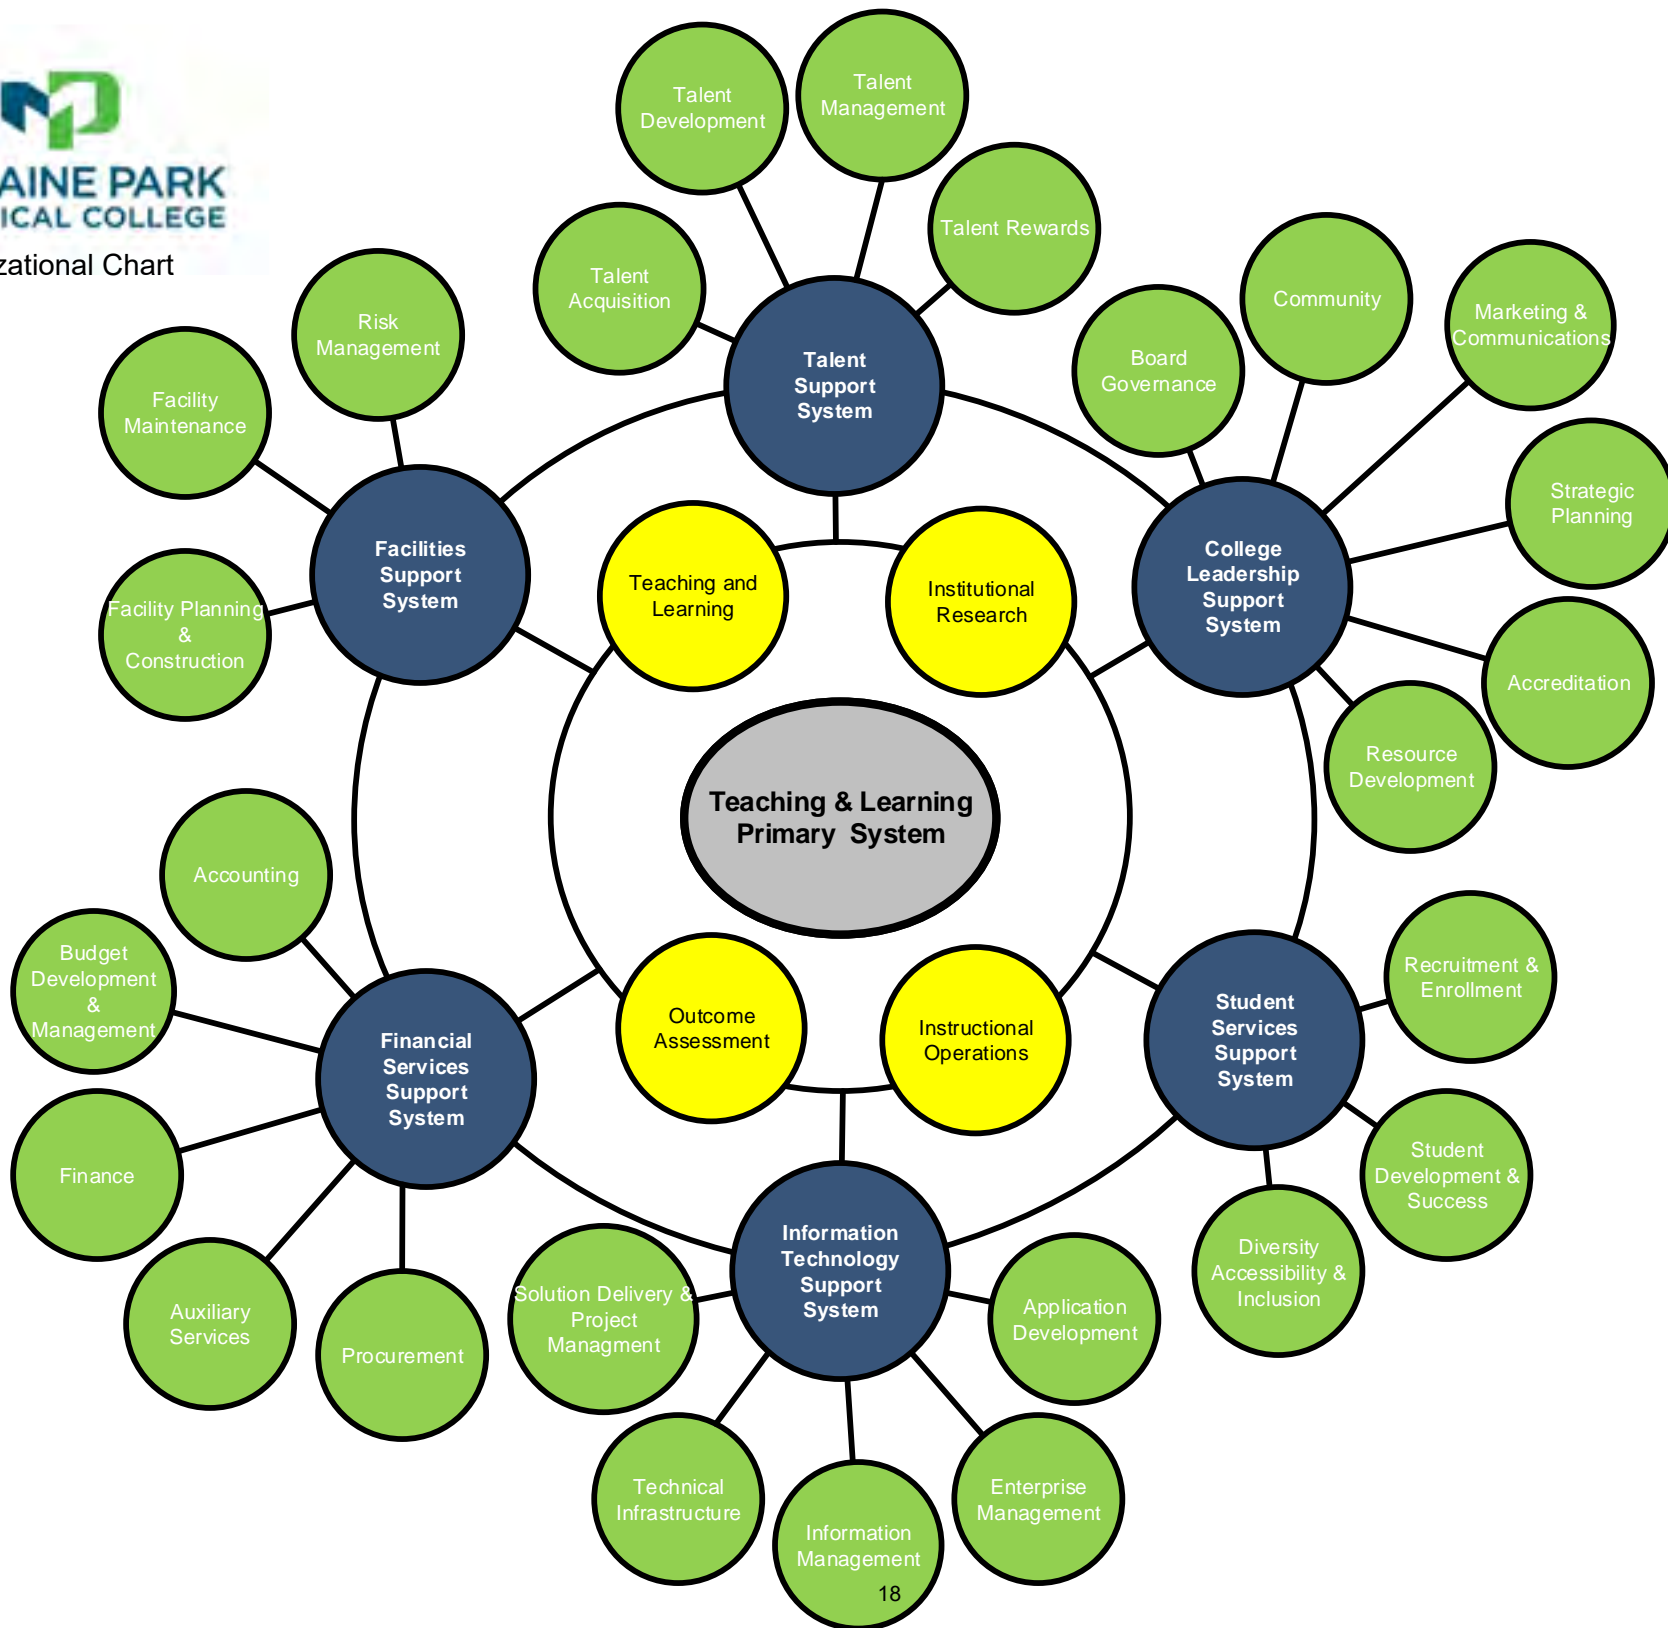 AINE PARK
ICAL COLLEGE
zational Chart
Talent
Development
Talent
Management
Talent Rewards
Talent
Acquisition
Talent
Support
System
Risk
Management
Facility
Maintenance
Facility Planning
&
Construction
Facilities
Support
System
Board
Governance
Community
Marketing &
Communications
Strategic
Planning
Accreditation
Resource
Development
College
Leadership
Support
System
Teaching and
Learning
Institutional
Research
Teaching & Learning
Primary System
Outcome
Assessment
Instructional
Operations
Accounting
Budget
Development
&
Management
Finance
Auxiliary
Services
Procurement
Financial
Services
Support
System
Student
Services
Support
System
Recruitment &
Enrollment
Student
Development &
Success
Diversity
Accessibility &
Inclusion
Information
Technology
Support
System
Solution Delivery &
Project
Managment
Technical
Infrastructure
Information
Management
Enterprise
Management
Application
Development
18